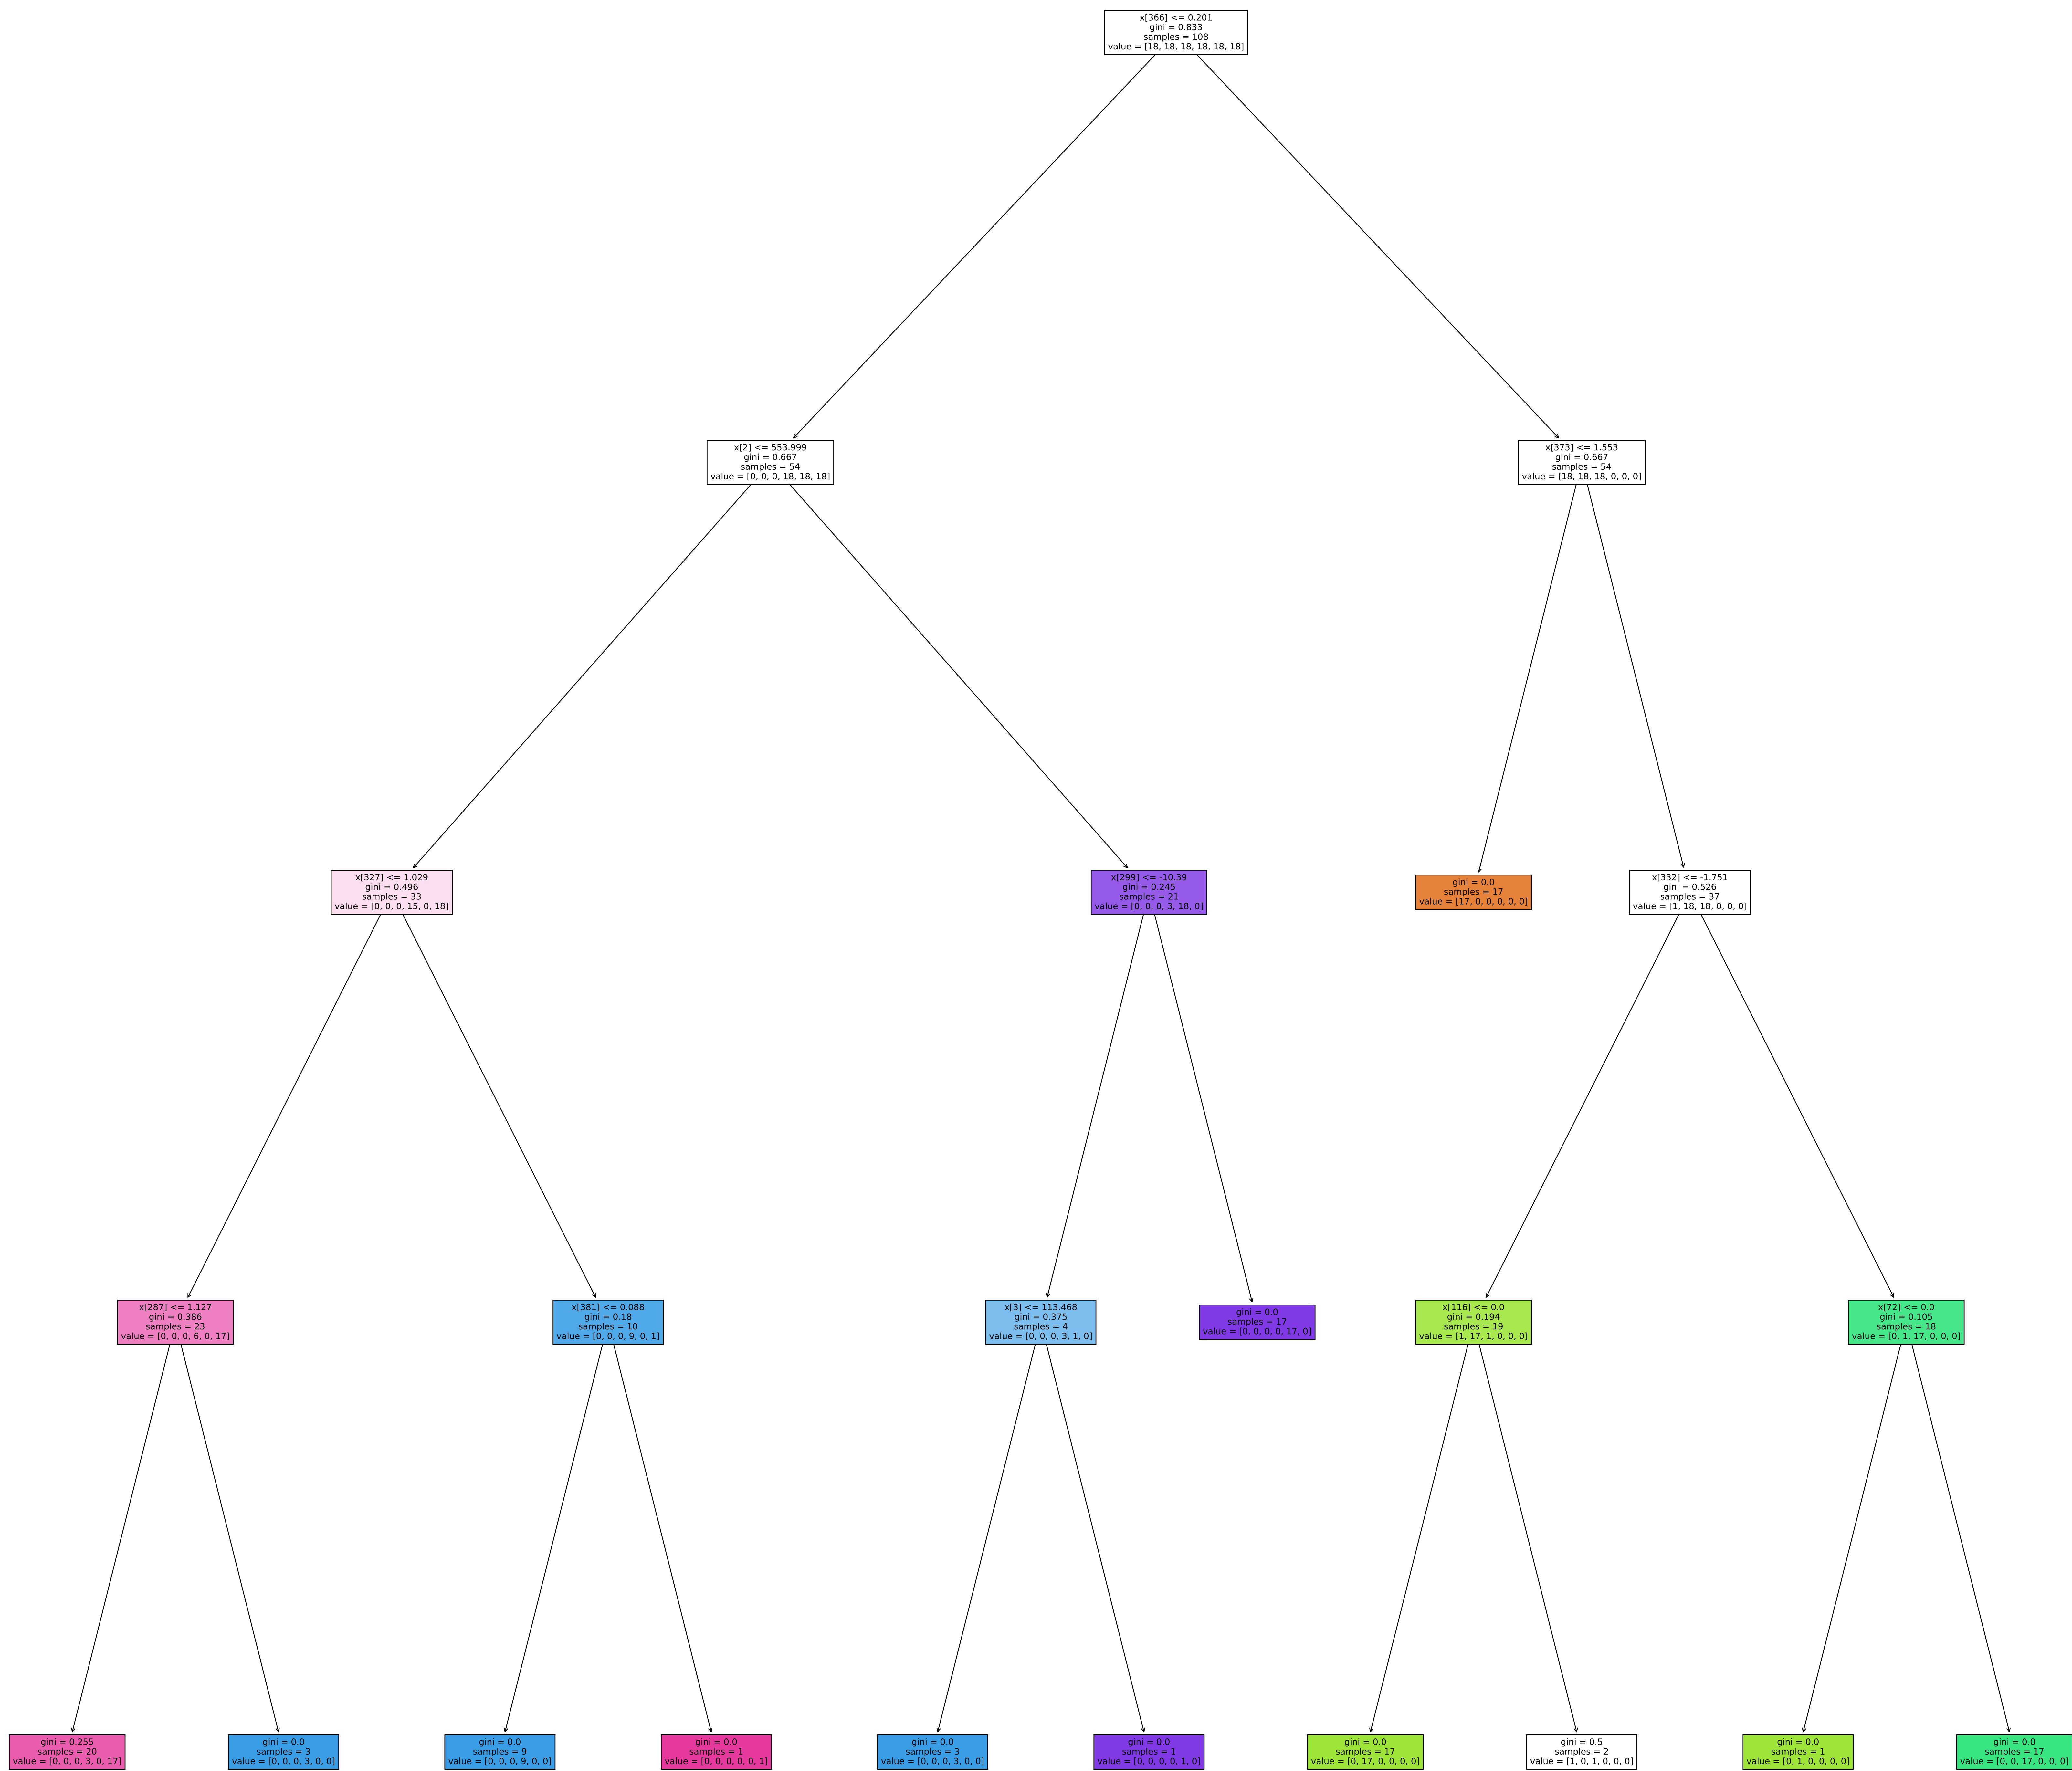 x[366] <= 0.201
gini = 0.833
samples = 108
value = [18, 18, 18, 18, 18, 18]
x[2] <= 553.999
gini = 0.667
samples = 54
value = [0, 0, 0, 18, 18, 18]
x[373] <= 1.553
gini = 0.667
samples = 54
value = [18, 18, 18, 0, 0, 0]
x[327] <= 1.029
gini = 0.496
samples = 33
value = [0, 0, 0, 15, 0, 18]
x[299] <= -10.39
gini = 0.245
samples = 21
value = [0, 0, 0, 3, 18, 0]
gini = 0.0
samples = 17
value = [17, 0, 0, 0, 0, 0]
x[332] <= -1.751
gini = 0.526
samples = 37
value = [1, 18, 18, 0, 0, 0]
x[287] <= 1.127
gini = 0.386
samples = 23
value = [0, 0, 0, 6, 0, 17]
x[381] <= 0.088
gini = 0.18
samples = 10
value = [0, 0, 0, 9, 0, 1]
x[3] <= 113.468
gini = 0.375
samples = 4
value = [0, 0, 0, 3, 1, 0]
gini = 0.0
samples = 17
value = [0, 0, 0, 0, 17, 0]
x[116] <= 0.0
gini = 0.194
samples = 19
value = [1, 17, 1, 0, 0, 0]
x[72] <= 0.0
gini = 0.105
samples = 18
value = [0, 1, 17, 0, 0, 0]
gini = 0.255
samples = 20
value = [0, 0, 0, 3, 0, 17]
gini = 0.0
samples = 3
value = [0, 0, 0, 3, 0, 0]
gini = 0.0
samples = 9
value = [0, 0, 0, 9, 0, 0]
gini = 0.0
samples = 1
value = [0, 0, 0, 0, 0, 1]
gini = 0.0
samples = 3
value = [0, 0, 0, 3, 0, 0]
gini = 0.0
samples = 1
value = [0, 0, 0, 0, 1, 0]
gini = 0.0
samples = 17
value = [0, 17, 0, 0, 0, 0]
gini = 0.5
samples = 2
value = [1, 0, 1, 0, 0, 0]
gini = 0.0
samples = 1
value = [0, 1, 0, 0, 0, 0]
gini = 0.0
samples = 17
value = [0, 0, 17, 0, 0, 0]